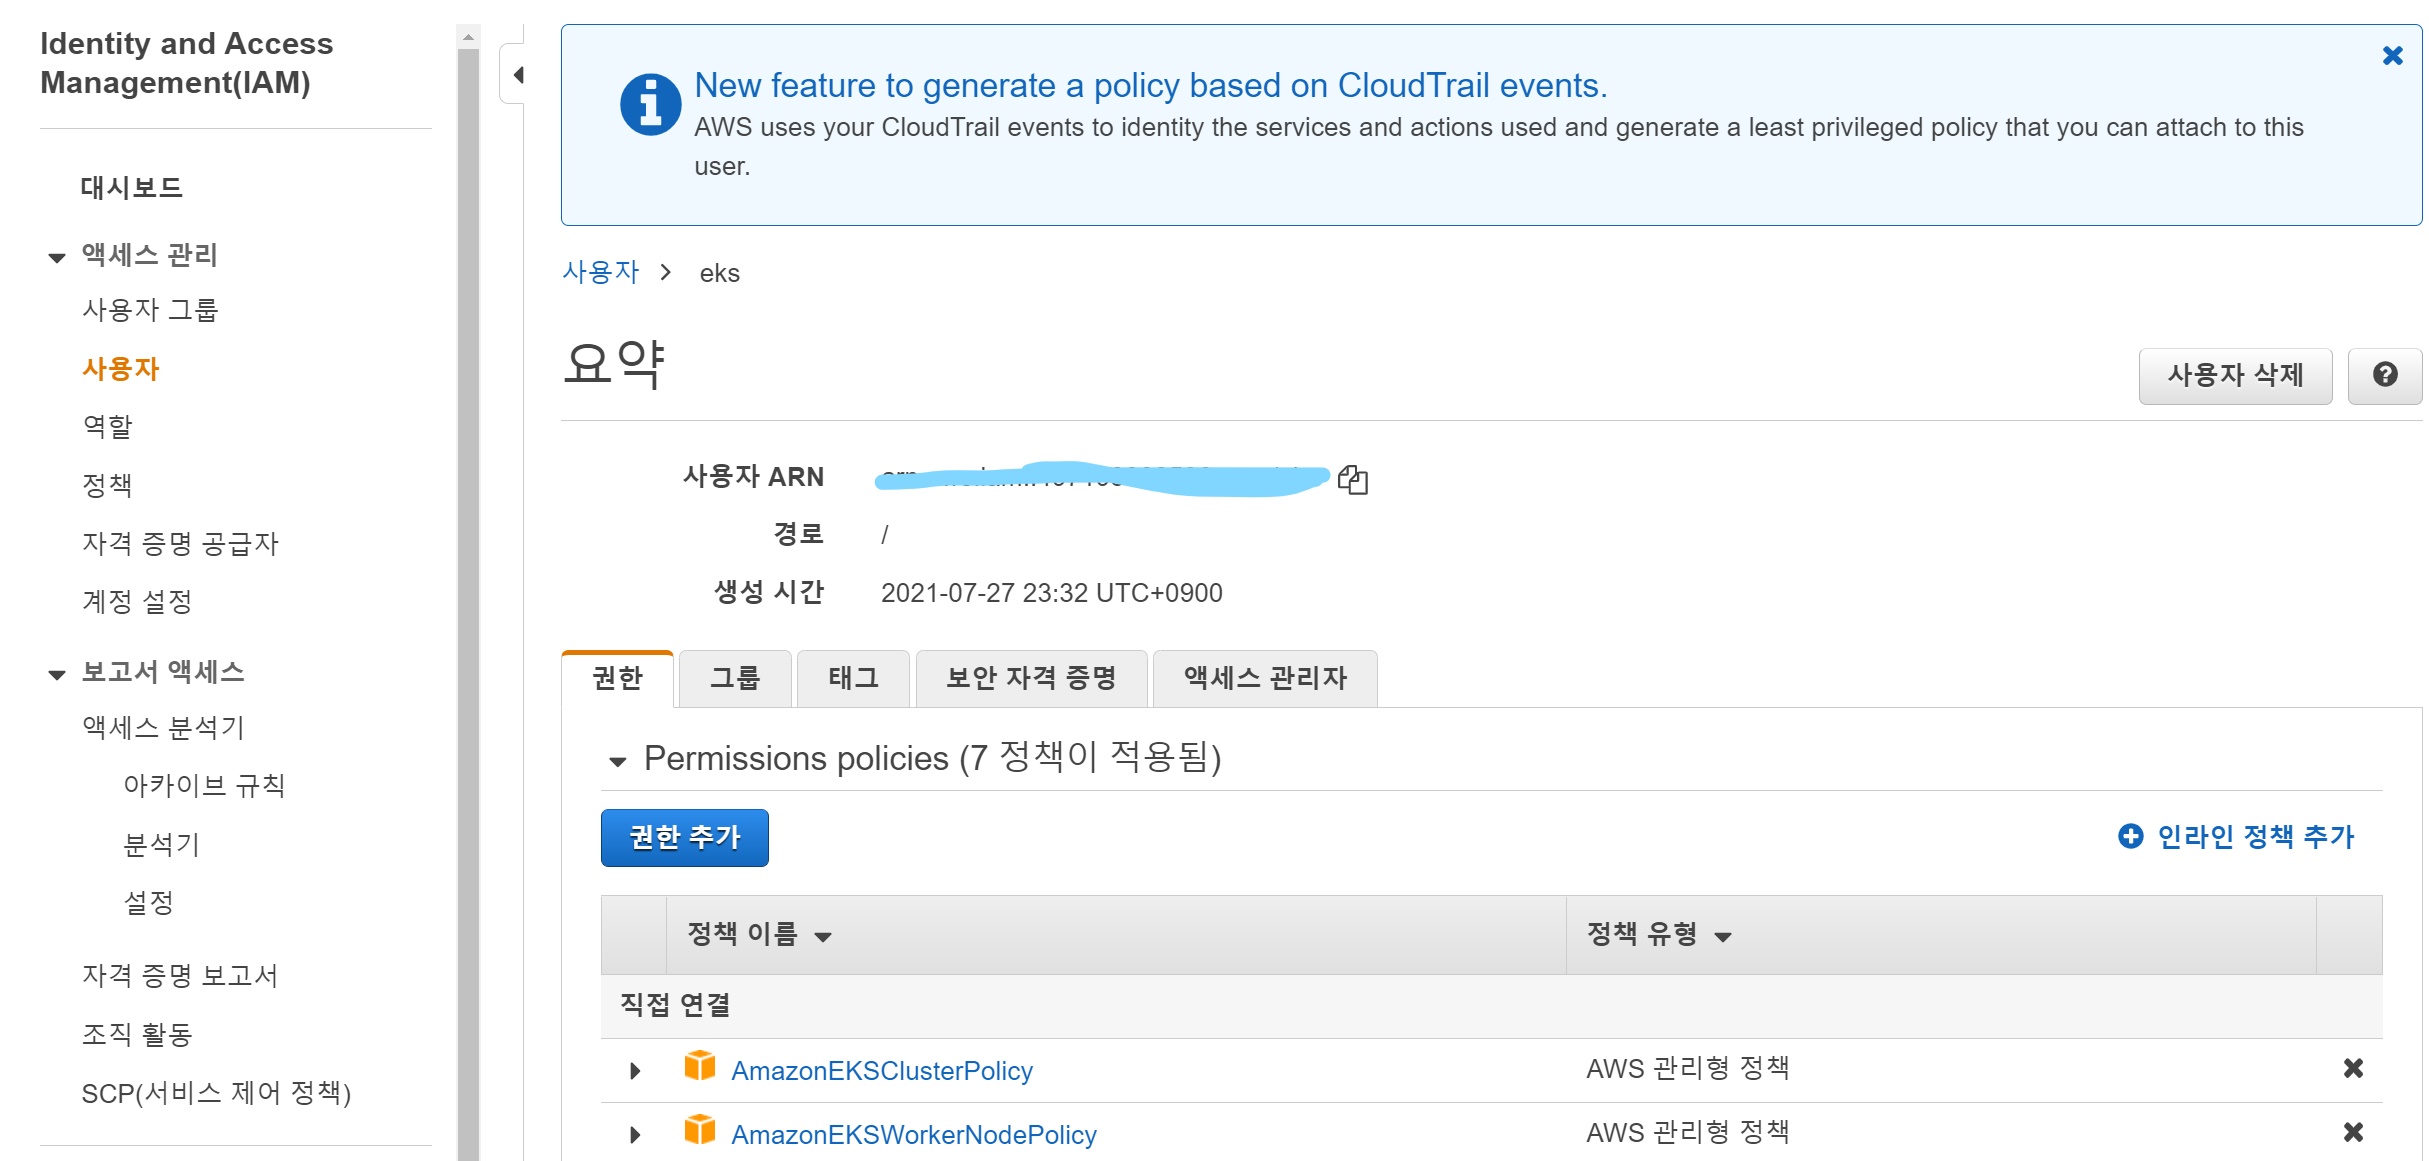 Identity and Access
Management(IAM)
대시보드
액세스 관리
사용자 그룹
사용자
역할
정책
자격 증명 공급자
계정 설정
보고서 액세스
액세스 분석기
아카이브 규칙
분석기
설정
자격 증명 보고서
조직 활동
SCP(서비스 제어 정책)
New feature to generate a policy based on CloudTrail events.
AWS uses your CloudTrail events to identity the services and actions used and generate a least privileged policy that you can attach to this
user.
사용자 > eks
요약
사용자 삭제
사용자 ARN
경로 /
생성 시간 2021-07-27 23:32 UTC+0900
권한 그룹 태그 보안 자격 증명 액세스 관리자
Permissions policies (7 정책이 적용됨)
권한 추가 인라인 정책 추가
정책 이름 정책 유형
직접 연결
AmazonEKSClusterPolicy AWS 관리형 정책
AmazonEKSWorkerNodePolicy AWS 관리형 정책